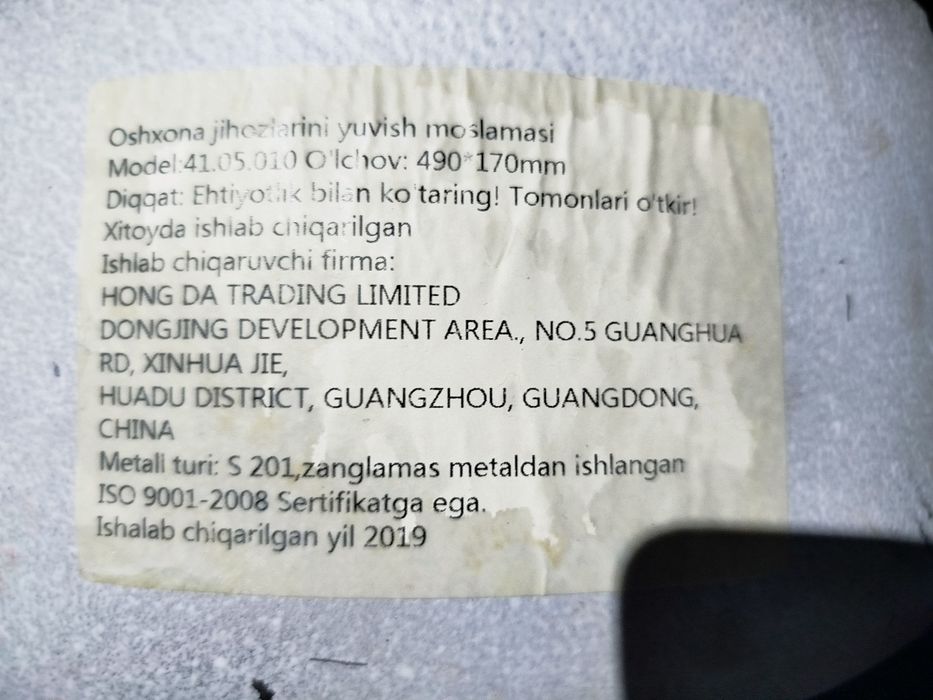 Oshxona jihozlarini yuvish moslamasi
Model:41.05.010 O'lchov: 490*170mm
Diqqat: Ehtiyotlik bilan ko'taring! Tomonlari o'tkir!
Xitoyda ishlab chiqarilgan
Ishlab chiqaruvchi firma:
HONG DA TRADING LIMITED
DONGJING DEVELOPMENT AREA., NO.5 GUANGHUA
RD, XINHUA JIE,
HUADU DISTRICT, GUANGZHOU, GUANGDONG,
CHINA
Metali turi: S 201,zanglamas metaldan ishlangan
ISO 9001-2008 Sertifikatga ega.
Ishalab chiqarilgan yil 2019